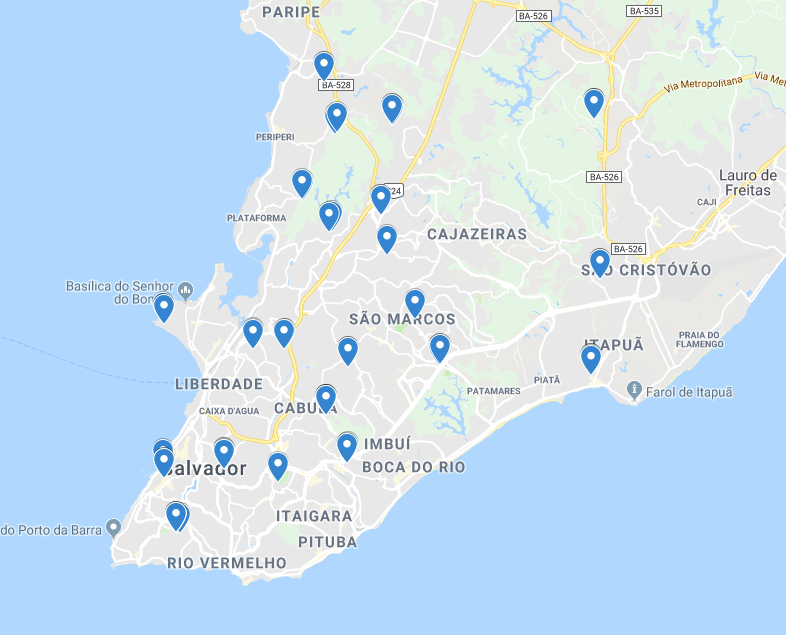 PARIPE
BA-526
BA-535
BA-528
Via Metropolitana
Via Met
PERIPERI
BA-526
Lauro de
Freitas
CAJI
24
PLATAFORMA
CAJAZEIRAS
BA-526
SÃO CRISTÓVÃO
Basílica do Senhor
do Bon
SÃO MARCOS
PRAIA DO
FLAMENGO
ITAPUÃ
LIBERDADE
PIATÃ
PATAMARES
Farol de Itapuã
CAIXA D'AGUA
CABULA
IMBUÍ
BOCA DO RIO
Salvador
ITAIGARA
do Porto da Barra
PITUBA
RIO VERMELHO